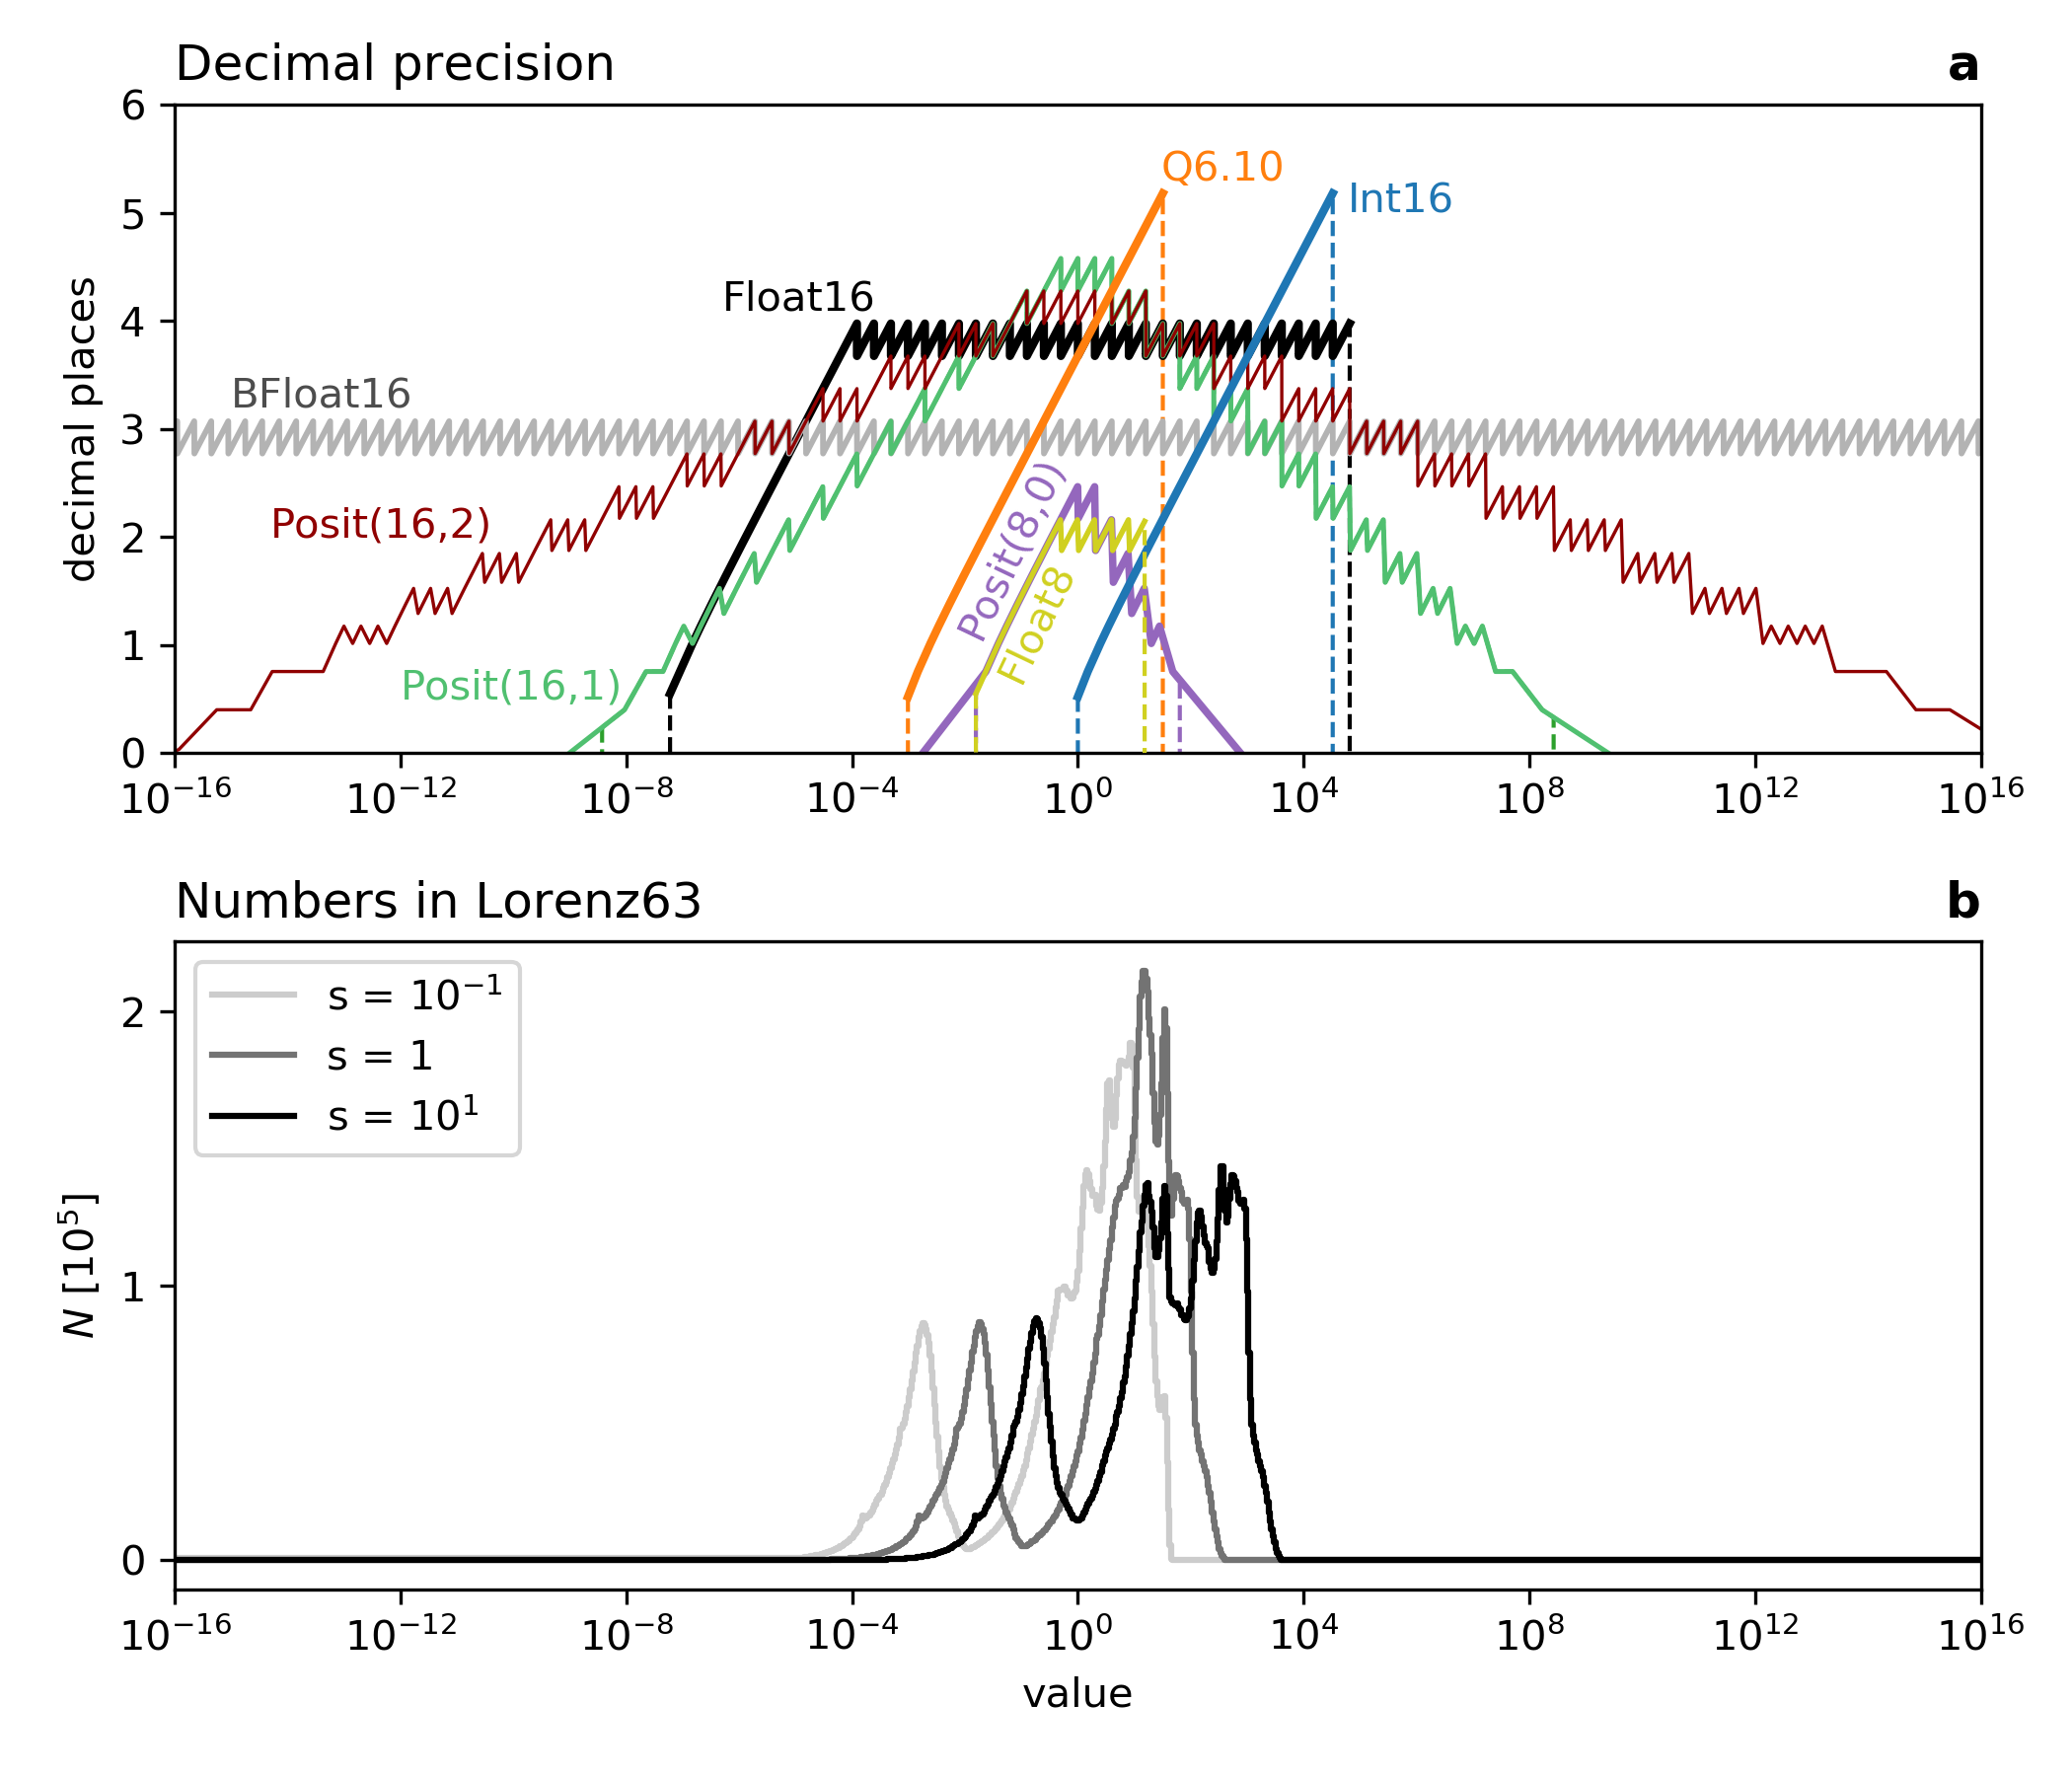 Decimal precision
a
6
5
4
3
2
1
0
decimal places
Q6.10
Int16
Float16
BFloat16
Posit(16,2)
Posit(8,0)
Float8
Posit(16,1)
10⁻¹⁶ 10⁻¹² 10⁻⁸ 10⁻⁴ 10⁰ 10⁴ 10⁸ 10¹² 10¹⁶
Numbers in Lorenz63
b
s = 10⁻¹
s = 1
s = 10¹
2
1
0
N [10⁵]
10⁻¹⁶ 10⁻¹² 10⁻⁸ 10⁻⁴ 10⁰ 10⁴ 10⁸ 10¹² 10¹⁶
value